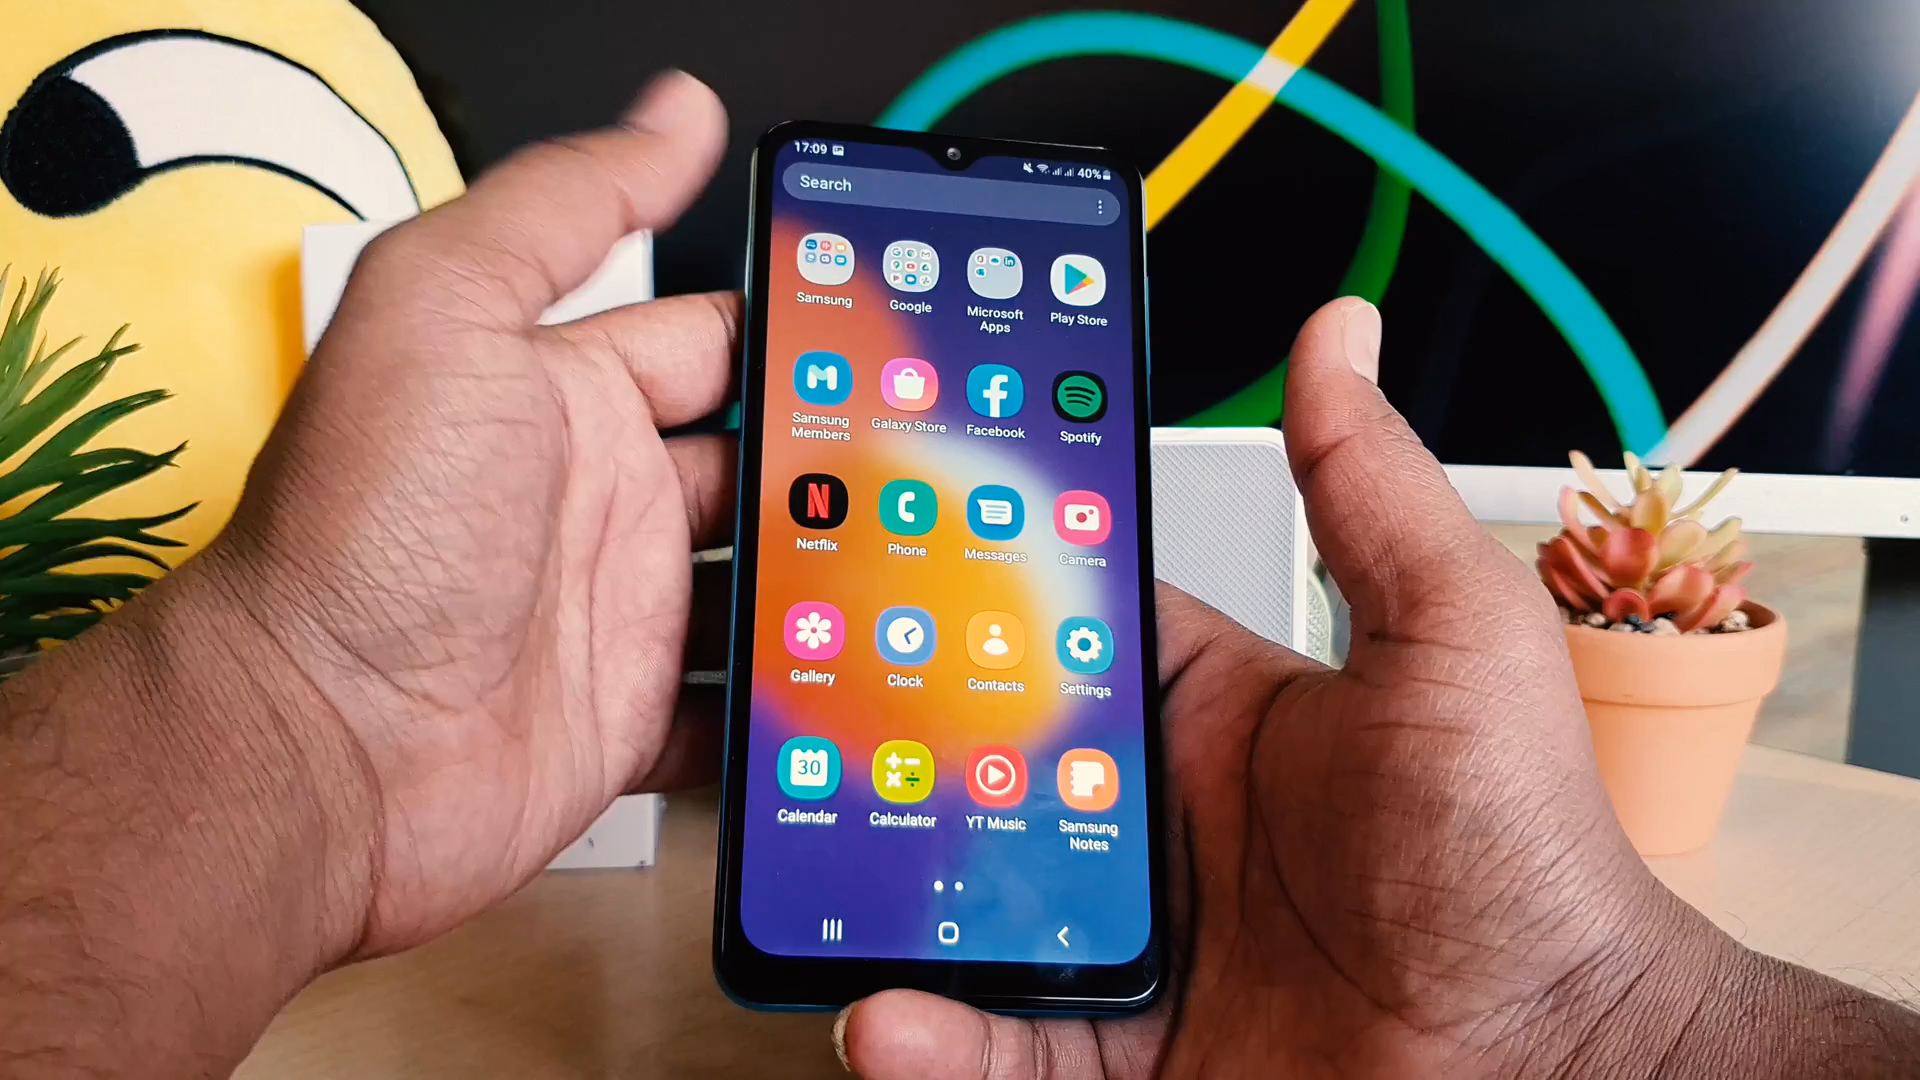 17:09
40%
Search
Samsung
Google
Microsoft
Apps
Play Store
Samsung
Members
Galaxy Store
Facebook
Spotify
Netflix
Phone
Messages
Camera
Gallery
Clock
Contacts
Settings
30
Calendar
Calculator
YT Music
Samsung
Notes